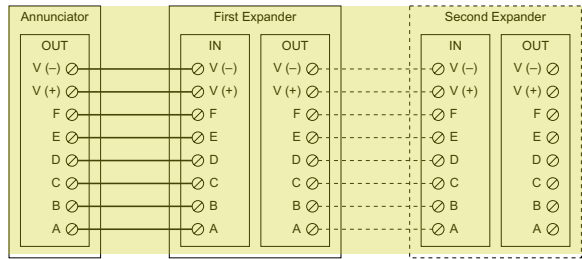 Annunciator First Expander Second Expander
OUT IN OUT IN OUT
V (–) V (–) V (–) V (–) V (–)
V (+) V (+) V (+) V (+) V (+)
F F F F F
E E E E E
D D D D D
C C C C C
B B B B B
A A A A A